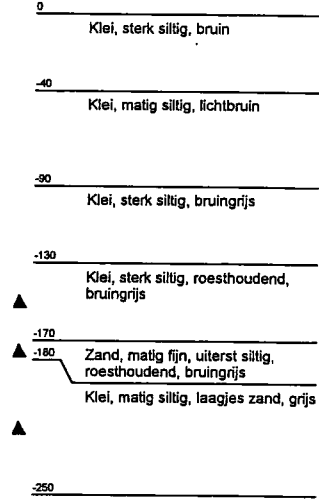 0
Klei, sterk siltig, bruin
-40
Klei, matig siltig, lichtbruin
-90
Klei, sterk siltig, bruingrijs
-130
Klei, sterk siltig, roesthoudend,
bruingrijs
-170
-180
Zand, matig fijn, uiterst siltig,
roesthoudend, bruingrijs
Klei, matig siltig, laagjes zand, grijs
-250